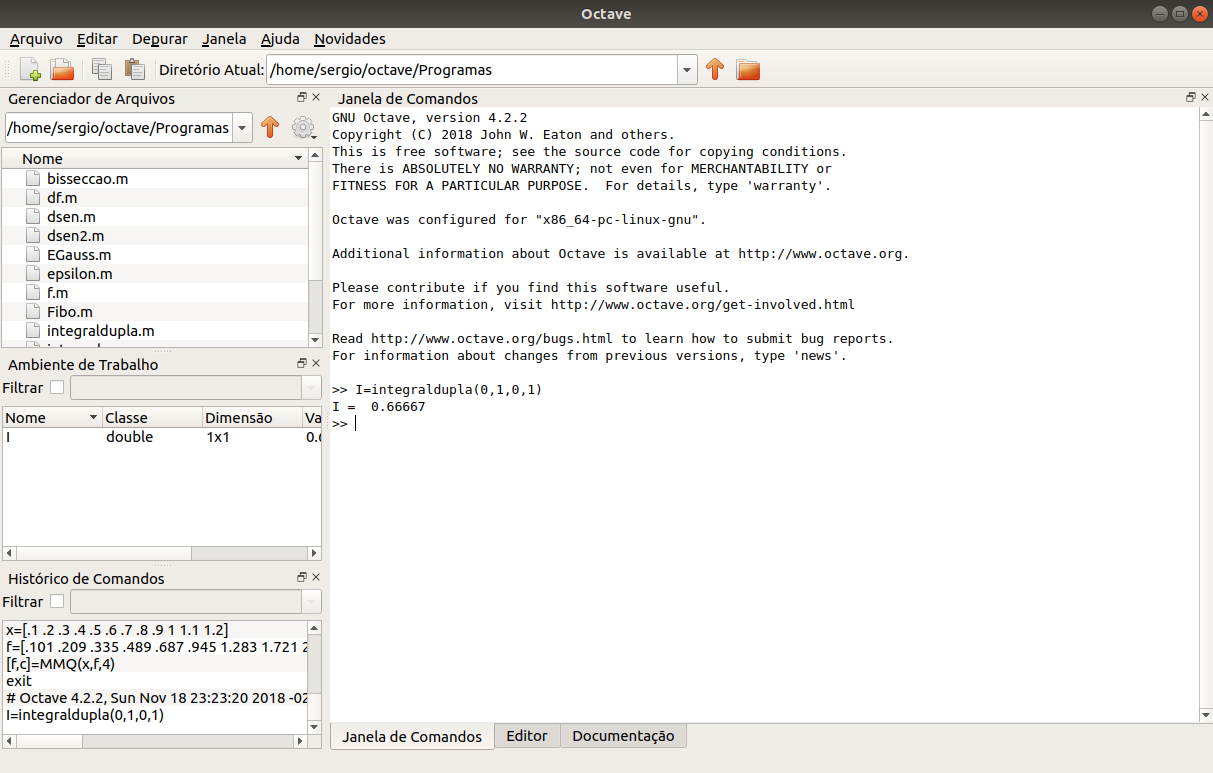 Octave
Arquivo Editar Depurar Janela Ajuda Novidades
Diretório Atual: /home/sergio/octave/Programas
Gerenciador de Arquivos
/home/sergio/octave/Programas
Nome
bisseccao.m
df.m
dsen.m
dsen2.m
EGauss.m
epsilon.m
f.m
Fibo.m
integraldupla.m
Ambiente de Trabalho
Filtrar
Nome Classe Dimensão Va
I double 1x1 0.6
Histórico de Comandos
Filtrar
x=[.1 .2 .3 .4 .5 .6 .7 .8 .9 1 1.1 1.2]
f=[.101 .209 .335 .489 .687 .945 1.283 1.721 2
[f,c]=MMQ(x,f,4)
exit
# Octave 4.2.2, Sun Nov 18 23:23:20 2018 -02
I=integraldupla(0,1,0,1)
Janela de Comandos
GNU Octave, version 4.2.2
Copyright (C) 2018 John W. Eaton and others.
This is free software; see the source code for copying conditions.
There is ABSOLUTELY NO WARRANTY; not even for MERCHANTABILITY or
FITNESS FOR A PARTICULAR PURPOSE.  For details, type 'warranty'.
Octave was configured for "x86_64-pc-linux-gnu".
Additional information about Octave is available at http://www.octave.org.
Please contribute if you find this software useful.
For more information, visit http://www.octave.org/get-involved.html
Read http://www.octave.org/bugs.html to learn how to submit bug reports.
For information about changes from previous versions, type 'news'.
>> I=integraldupla(0,1,0,1)
I =  0.66667
>>
Janela de Comandos Editor Documentação